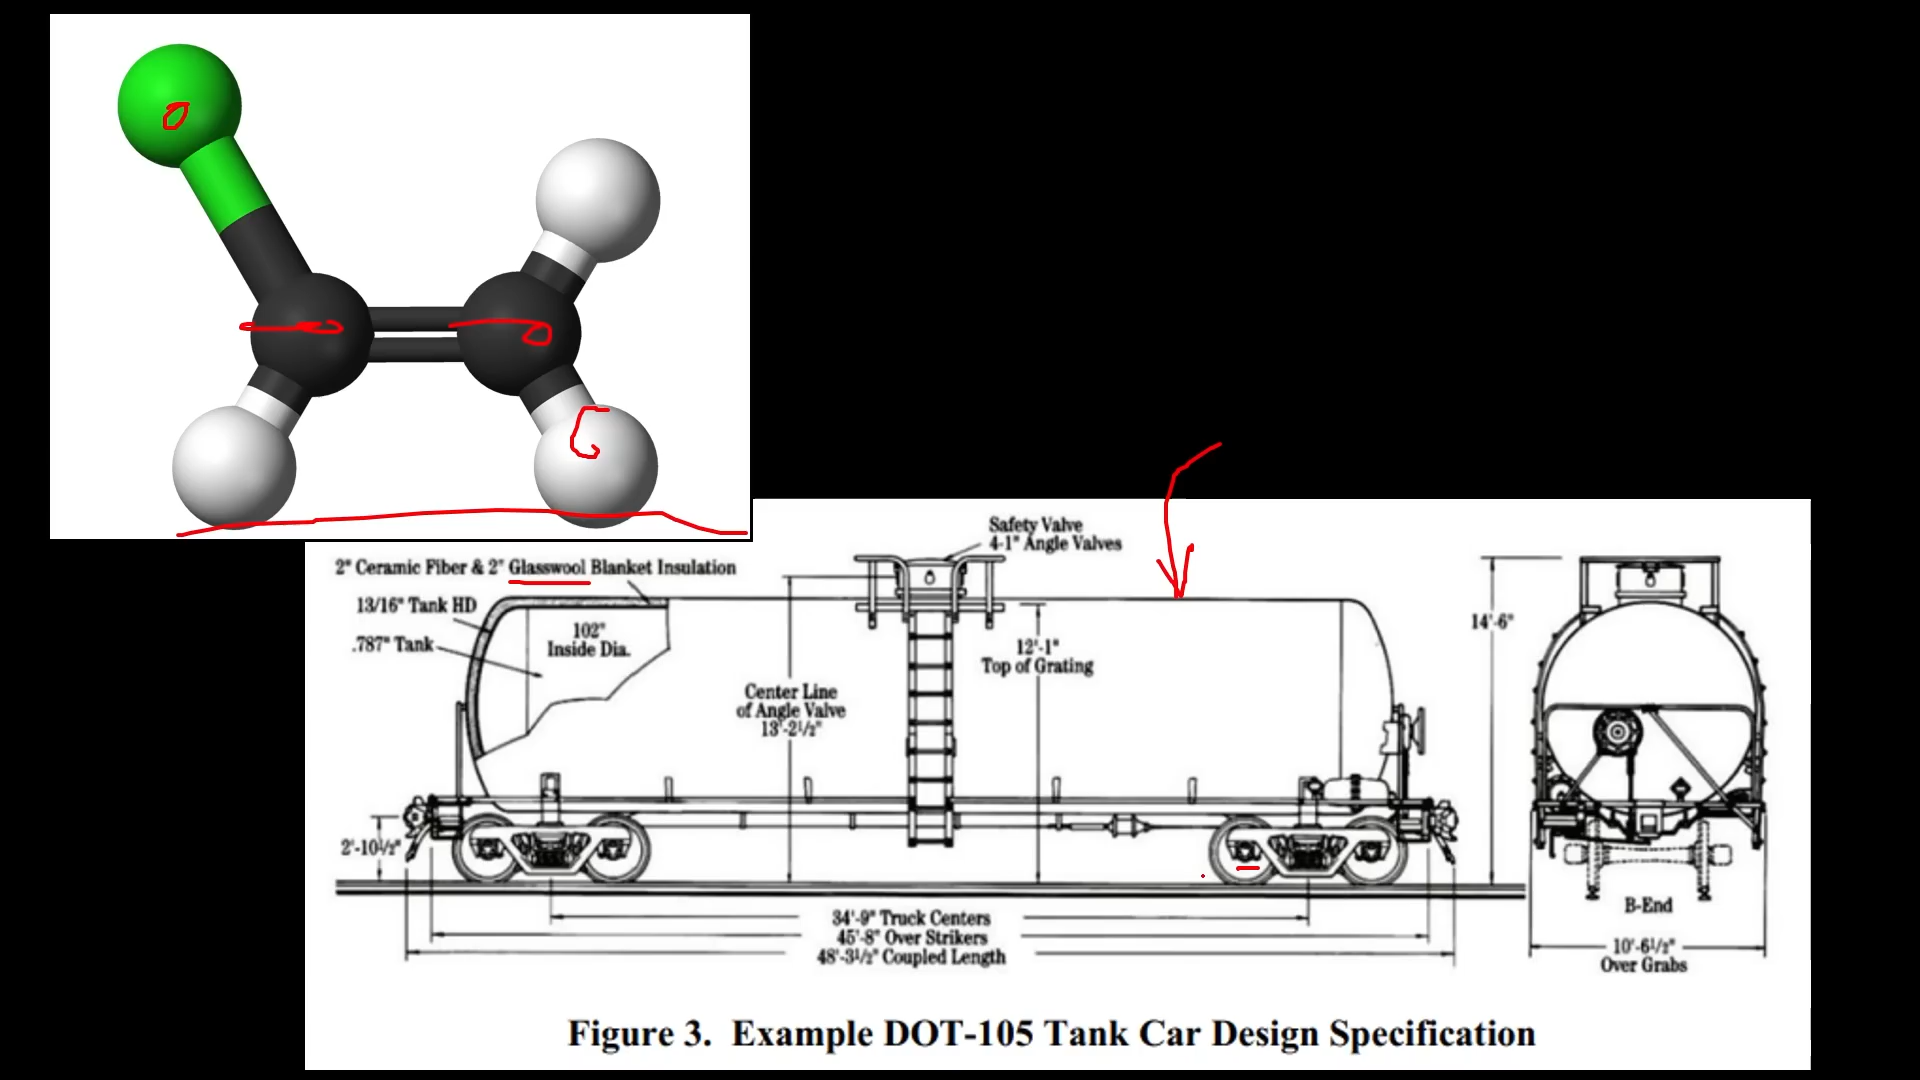 Safety Valve
4-1" Angle Valves
2" Ceramic Fiber & 2" Glasswool Blanket Insulation
13/16" Tank HD
.787" Tank
102"
Inside Dia.
12'-1"
Top of Grating
Center Line
of Angle Valve
13'-2½"
14'-6"
2'-10½"
34'-9" Truck Centers
45'-8" Over Strikers
48'-3½" Coupled Length
B-End
10'-6½"
Over Grabs
Figure 3. Example DOT-105 Tank Car Design Specification